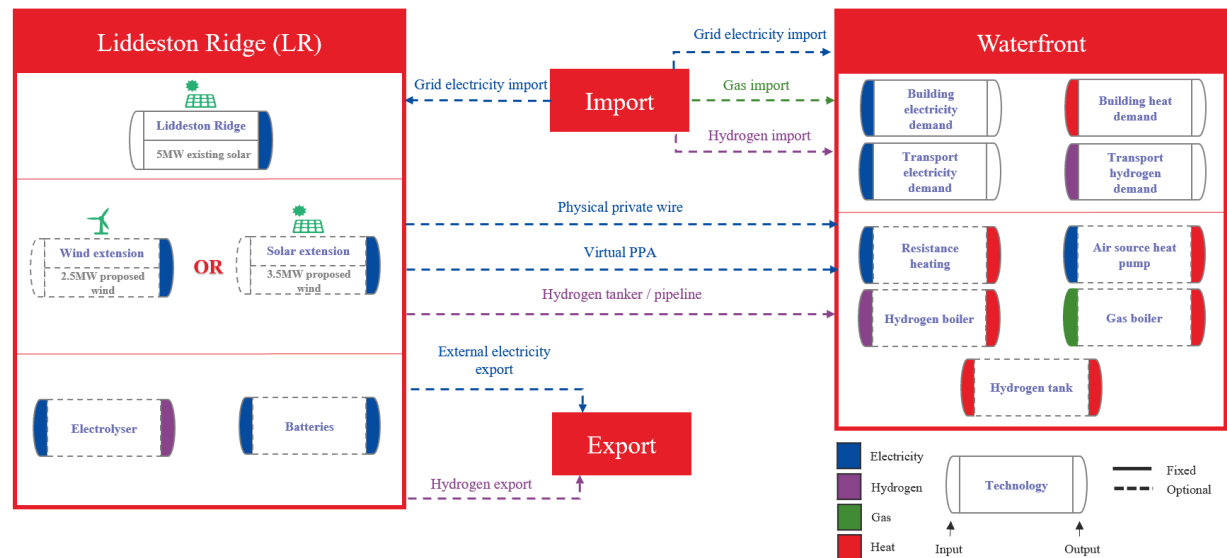 Liddeston Ridge (LR)
Liddeston Ridge
5MW existing solar
Wind extension
2.5MW proposed
wind
OR
Solar extension
3.5MW proposed
wind
Electrolyser
Batteries
Grid electricity import
Import
Grid electricity import
Gas import
Hydrogen import
Physical private wire
Virtual PPA
Hydrogen tanker / pipeline
External electricity
export
Export
Hydrogen export
Waterfront
Building
electricity
demand
Building heat
demand
Transport
electricity
demand
Transport
hydrogen
demand
Resistance
heating
Air source heat
pump
Hydrogen boiler
Gas boiler
Hydrogen tank
Electricity
Hydrogen
Gas
Heat
Technology
Input
Output
Fixed
Optional